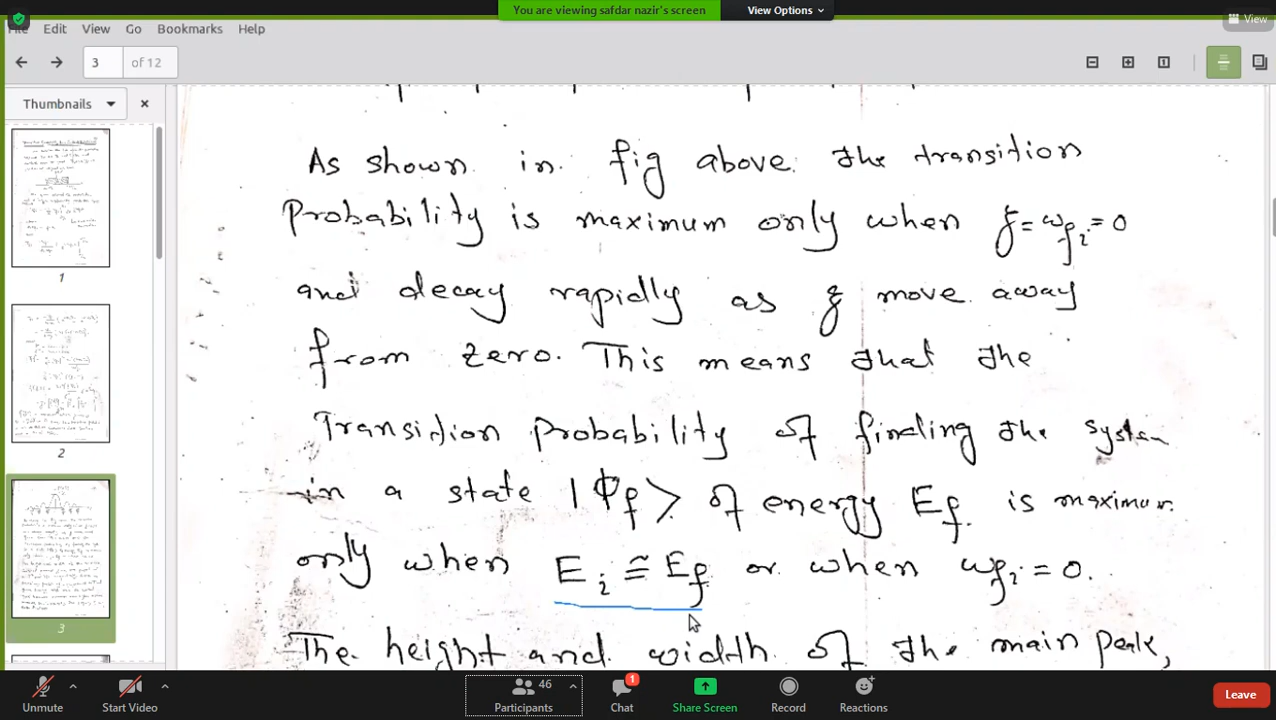 You are viewing safdar nazir's screen
View Options
View
File Edit View Go Bookmarks Help
3 of 12
Thumbnails
As shown in fig above. the transition
Probability is maximum only when ξ = ωfi = 0
and decay rapidly as ξ move away
from zero. This means that the
Transition probability of finding the system
in a state |Φf> of energy Ef is maximum
only when Ei ≅ Ef or when ωfi = 0.
The height and width of the main peak,
1
2
3
Unmute
Start Video
46
Participants
1
Chat
Share Screen
Record
Reactions
Leave